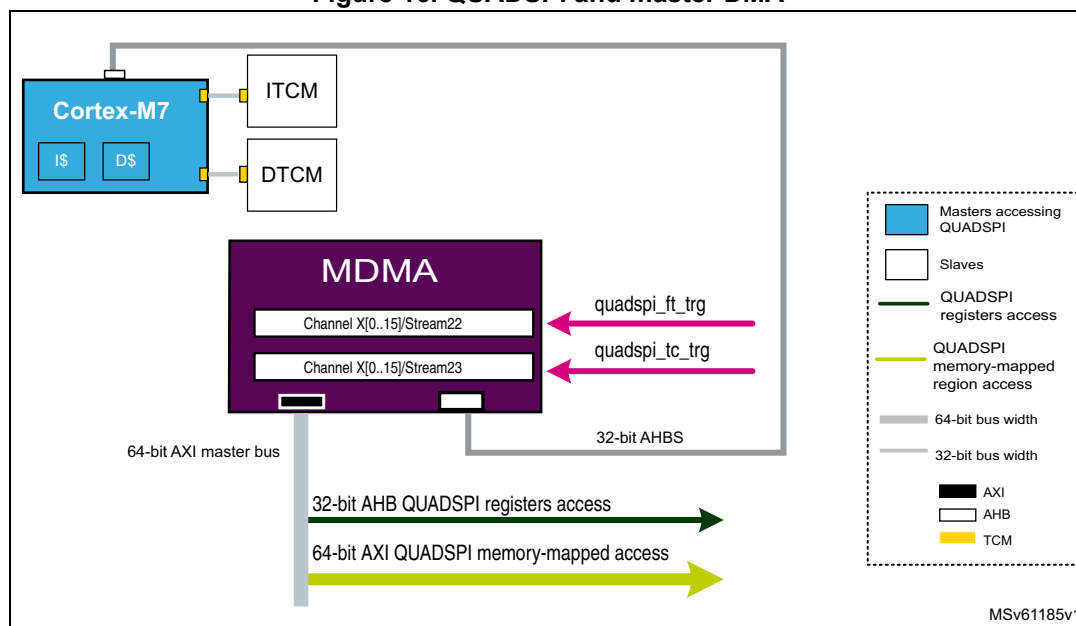 Cortex-M7
I$
D$
ITCM
DTCM
MDMA
Channel X[0..15]/Stream22
Channel X[0..15]/Stream23
quadspi_ft_trg
quadspi_tc_trg
64-bit AXI master bus
32-bit AHBS
32-bit AHB QUADSPI registers access
64-bit AXI QUADSPI memory-mapped access
Masters accessing
QUADSPI
Slaves
QUADSPI
registers access
QUADSPI
memory-mapped
region access
64-bit bus width
32-bit bus width
AXI
AHB
TCM
MSv61185v1